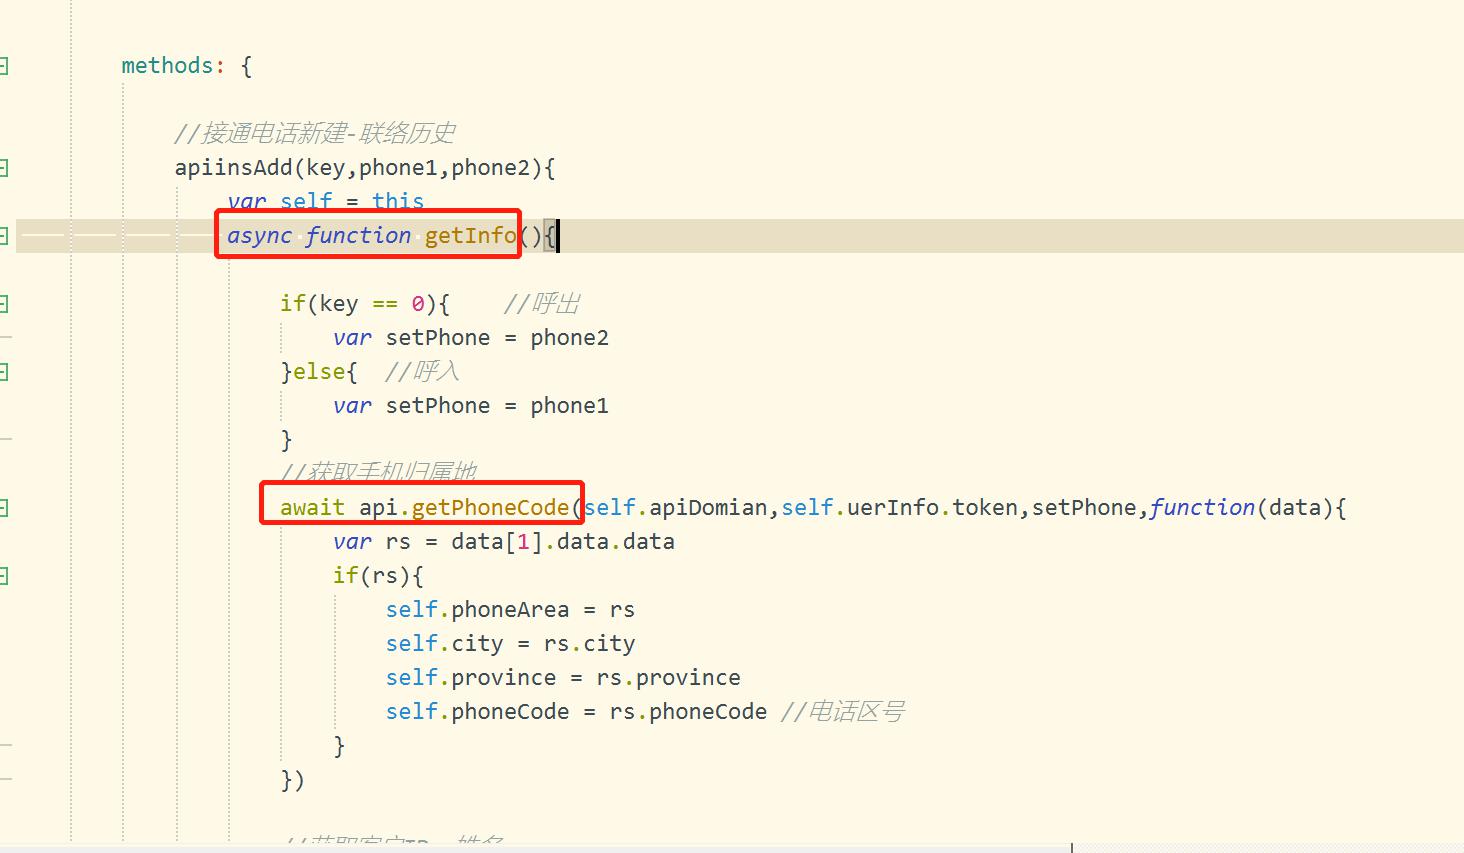 methods: {
//接通电话新建-联络历史
apiinsAdd(key,phone1,phone2){
var self = this
async function getInfo(){
if(key == 0){ //呼出
var setPhone = phone2
}else{ //呼入
var setPhone = phone1
}
//获取手机归属地
await api.getPhoneCode(self.apiDomian,self.uerInfo.token,setPhone,function(data){
var rs = data[1].data.data
if(rs){
self.phoneArea = rs
self.city = rs.city
self.province = rs.province
self.phoneCode = rs.phoneCode //电话区号
}
})